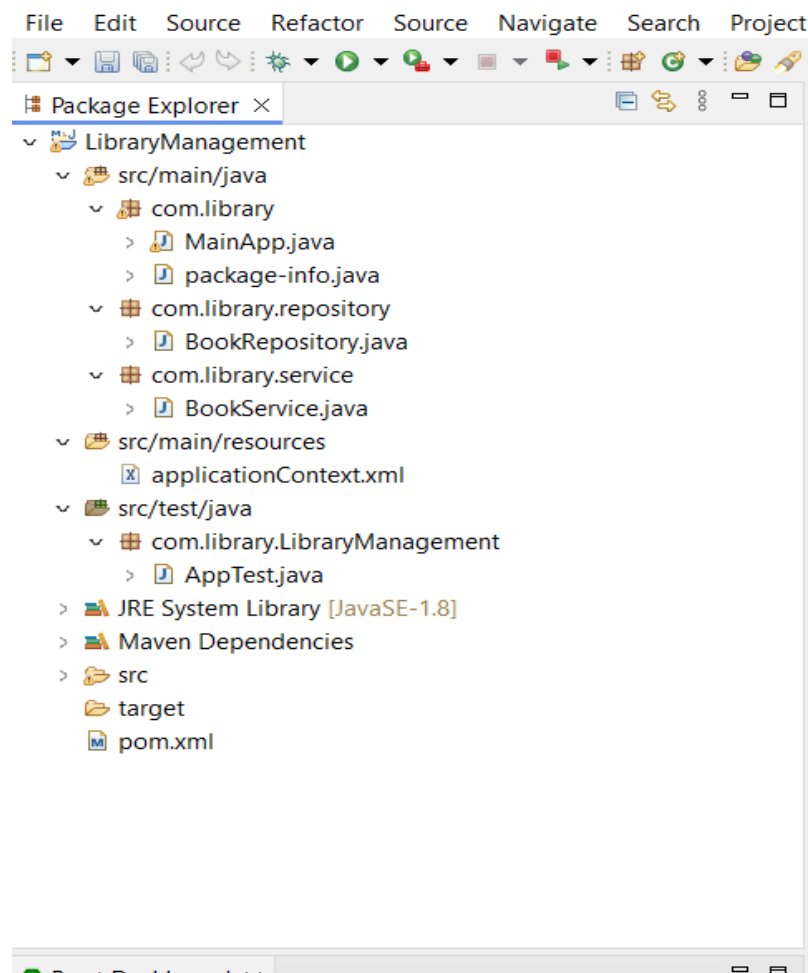 File Edit Source Refactor Source Navigate Search Project
Package Explorer
LibraryManagement
src/main/java
com.library
MainApp.java
package-info.java
com.library.repository
BookRepository.java
com.library.service
BookService.java
src/main/resources
applicationContext.xml
src/test/java
com.library.LibraryManagement
AppTest.java
JRE System Library [JavaSE-1.8]
Maven Dependencies
src
target
pom.xml